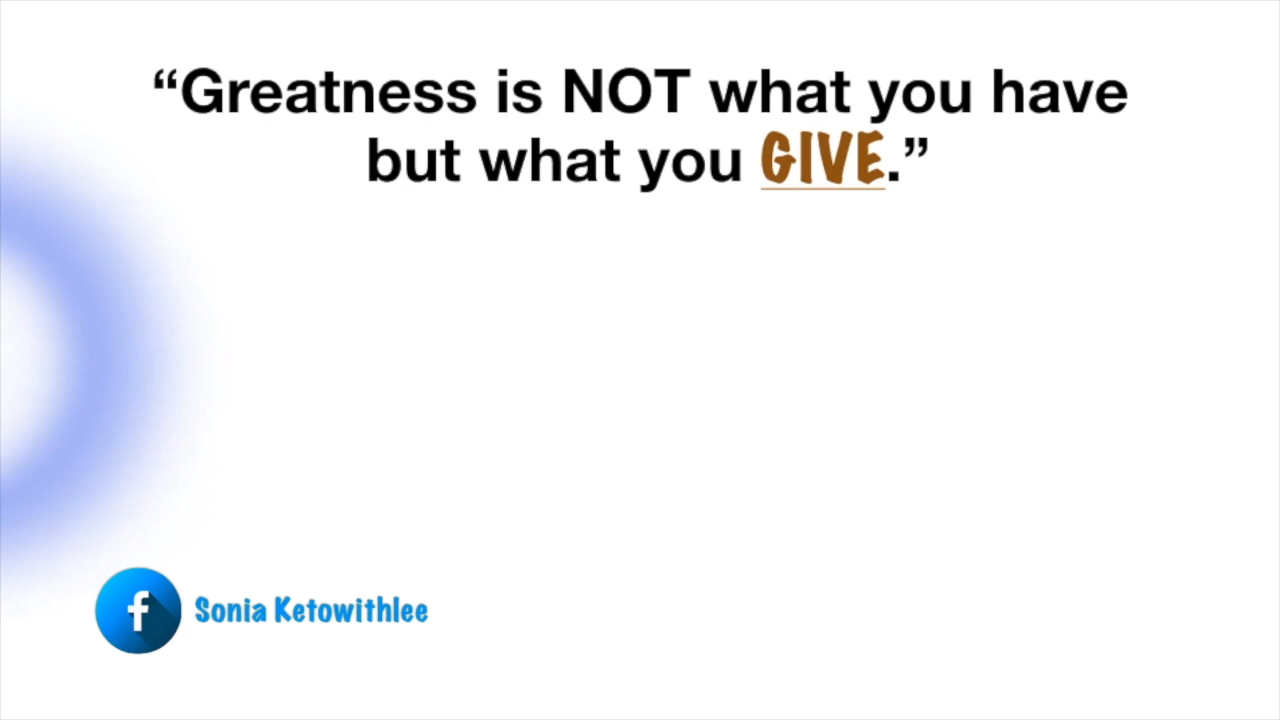 “Greatness is NOT what you have
but what you GIVE.”
Sonia Ketowithlee